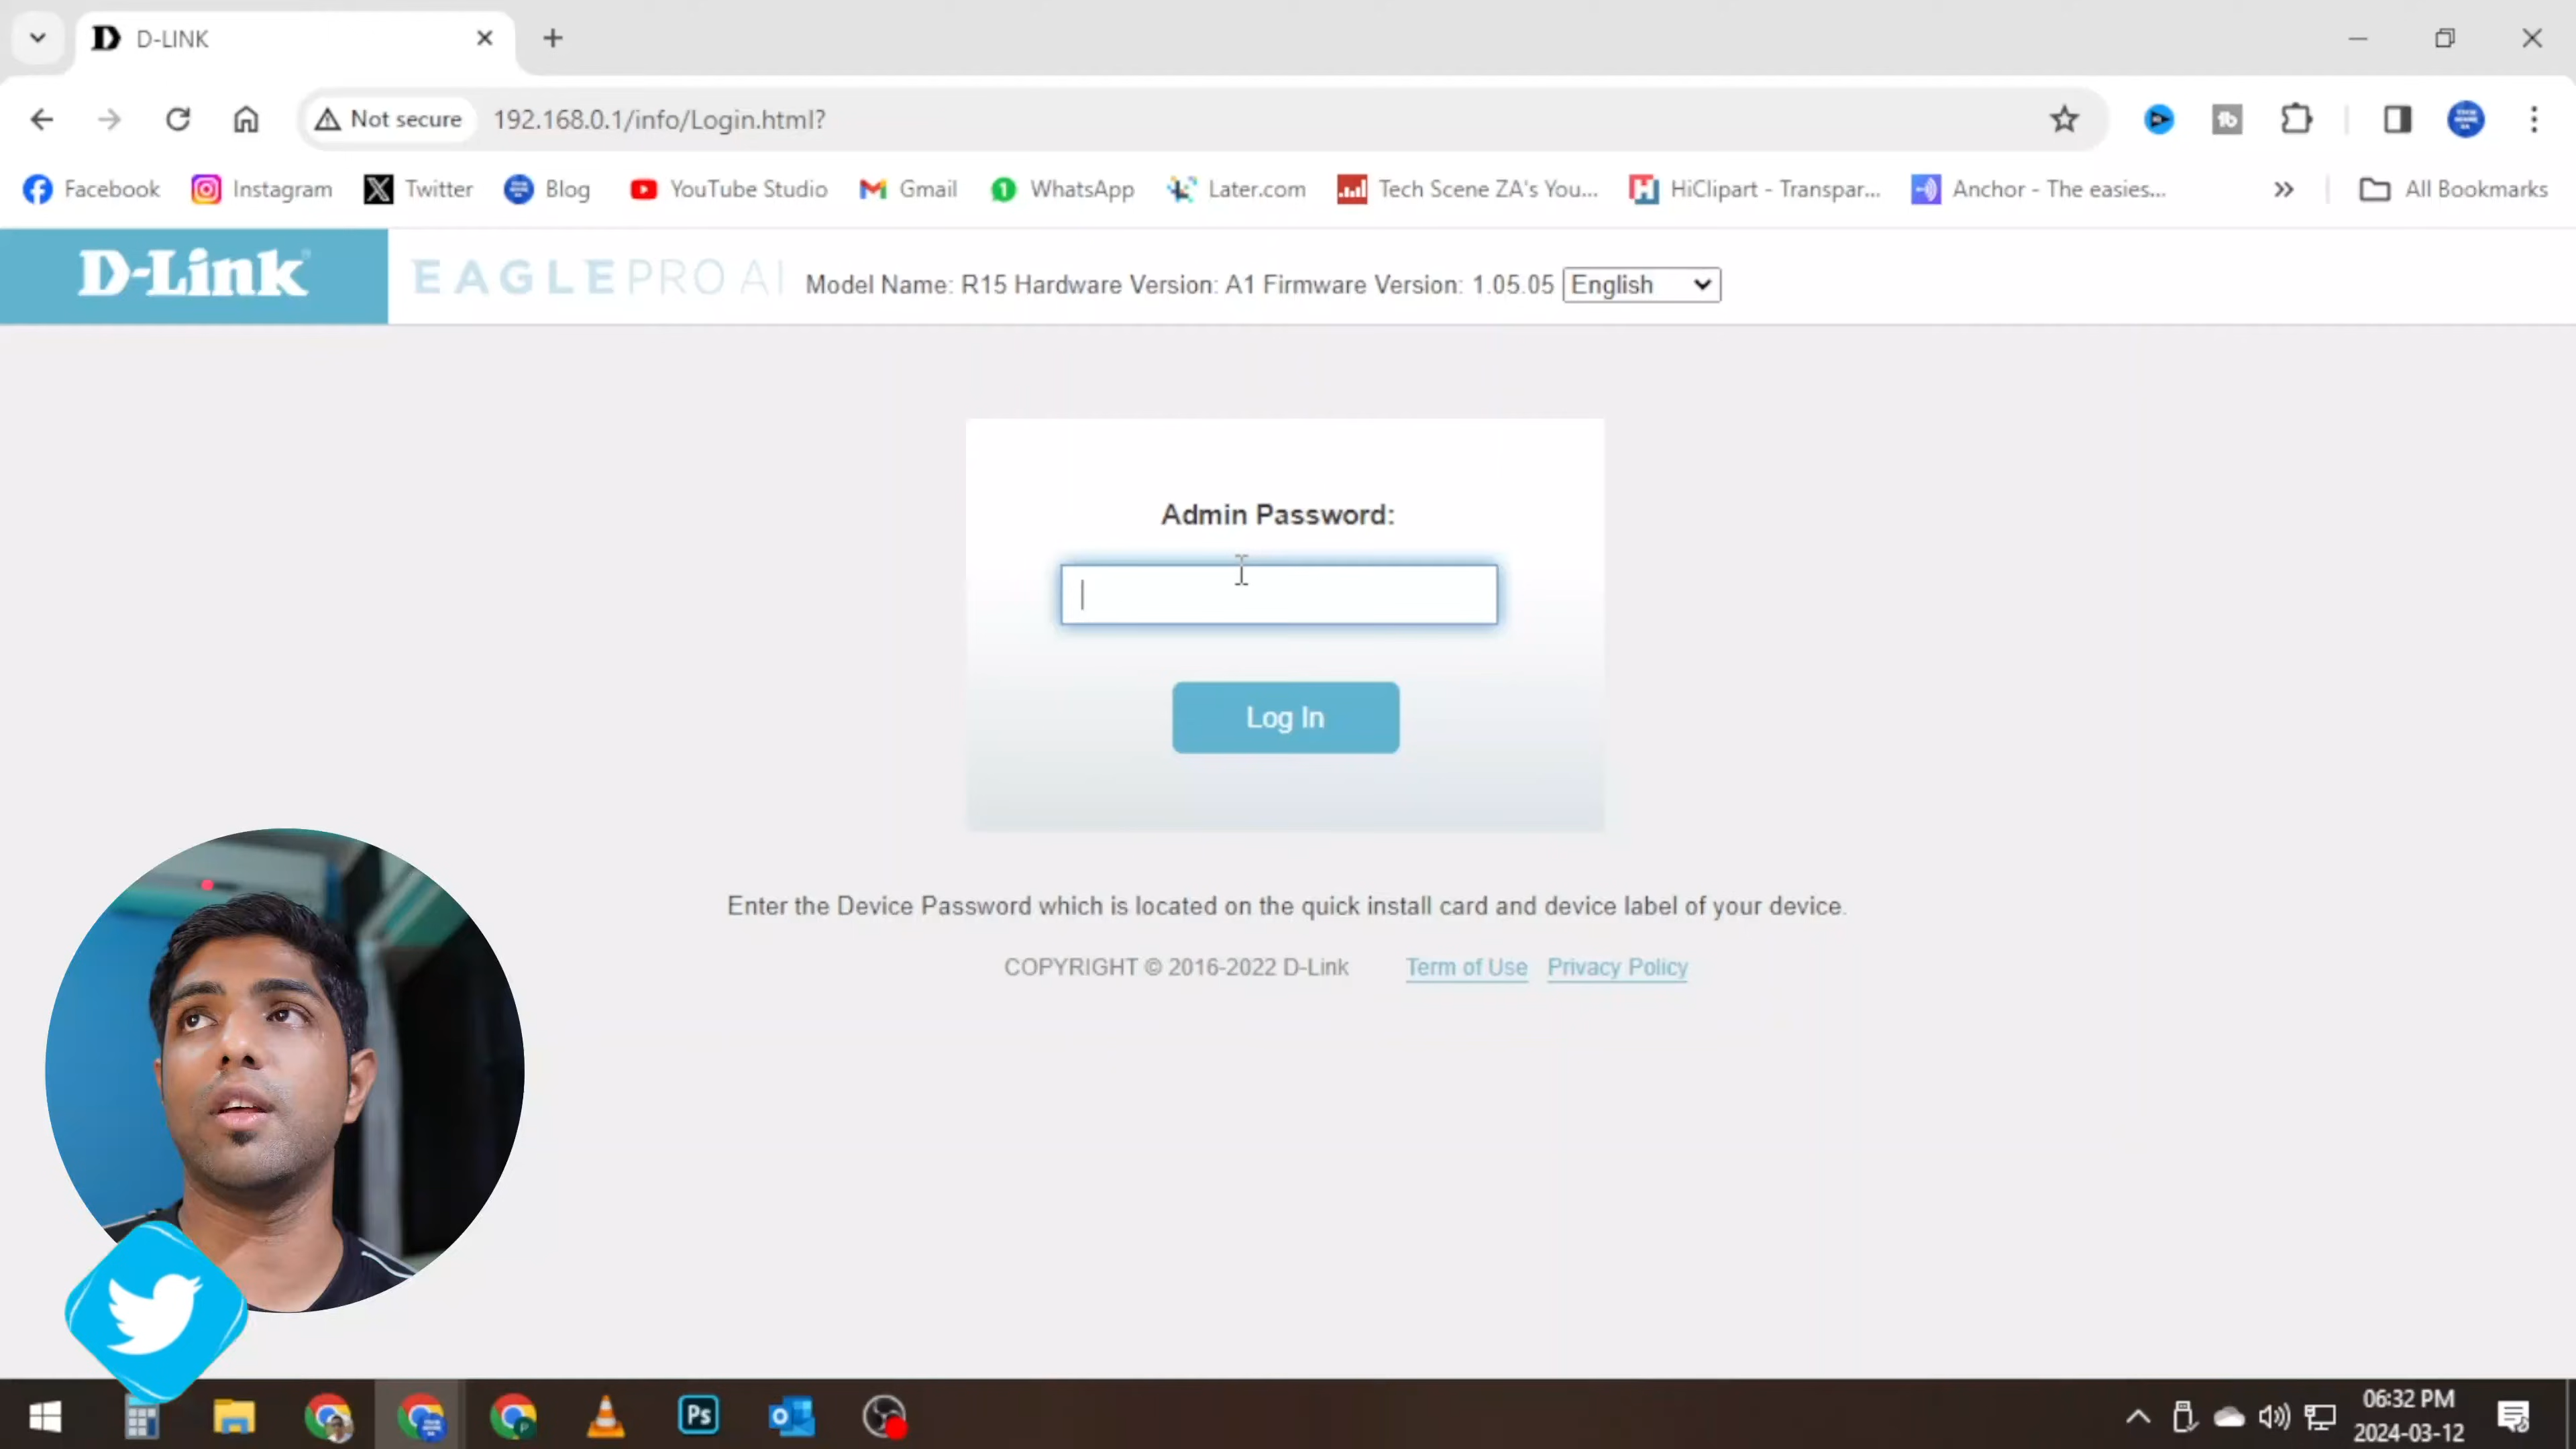 D-LINK
Not secure 192.168.0.1/info/Login.html?
Facebook Instagram Twitter Blog YouTube Studio Gmail WhatsApp Later.com Tech Scene ZA's You... HiClipart - Transpar... Anchor - The easies... All Bookmarks
D-Link EAGLE PRO AI Model Name: R15 Hardware Version: A1 Firmware Version: 1.05.05 English
Admin Password:
Log In
Enter the Device Password which is located on the quick install card and device label of your device.
COPYRIGHT © 2016-2022 D-Link Term of Use Privacy Policy
Ps
06:32 PM
2024-03-12